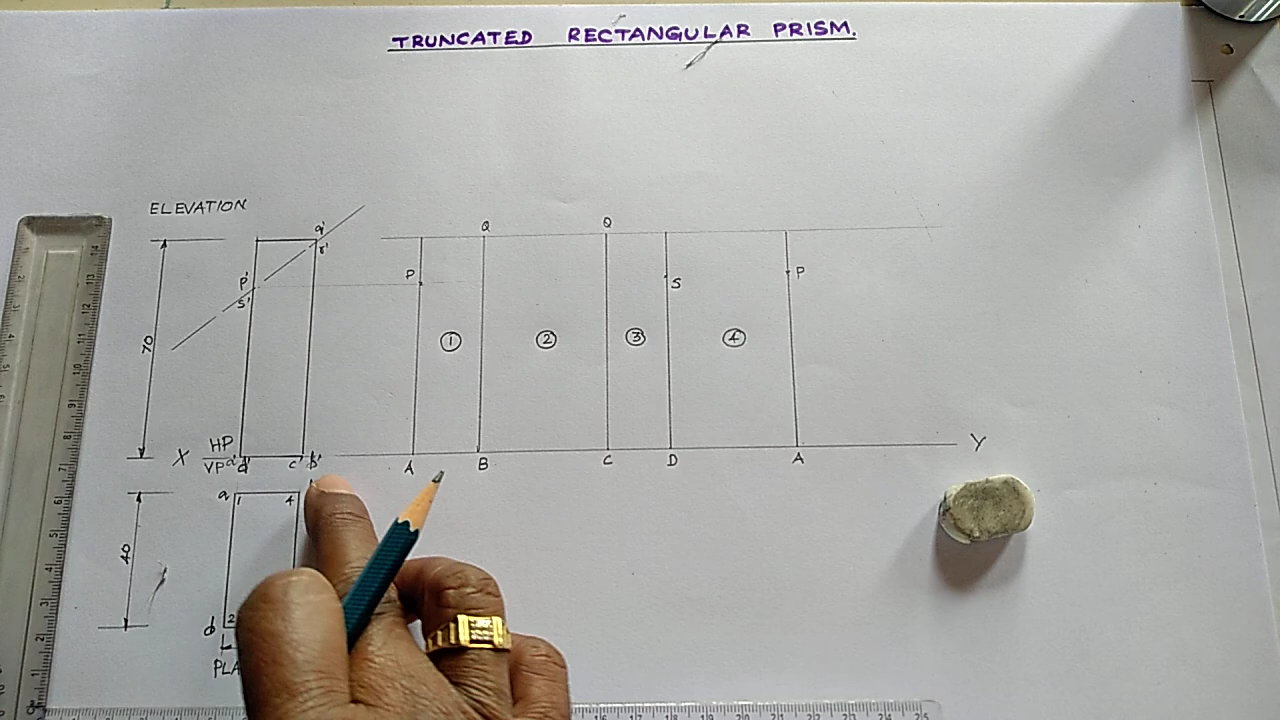 TRUNCATED RECTANGULAR PRISM.
ELEVATION
q'
r'
Q
Q
p'
s'
P
S
P
70
1
2
3
4
X
HP
VP
a'
d'
c'
b'
A
B
C
D
A
Y
a
1
4
40
d
2